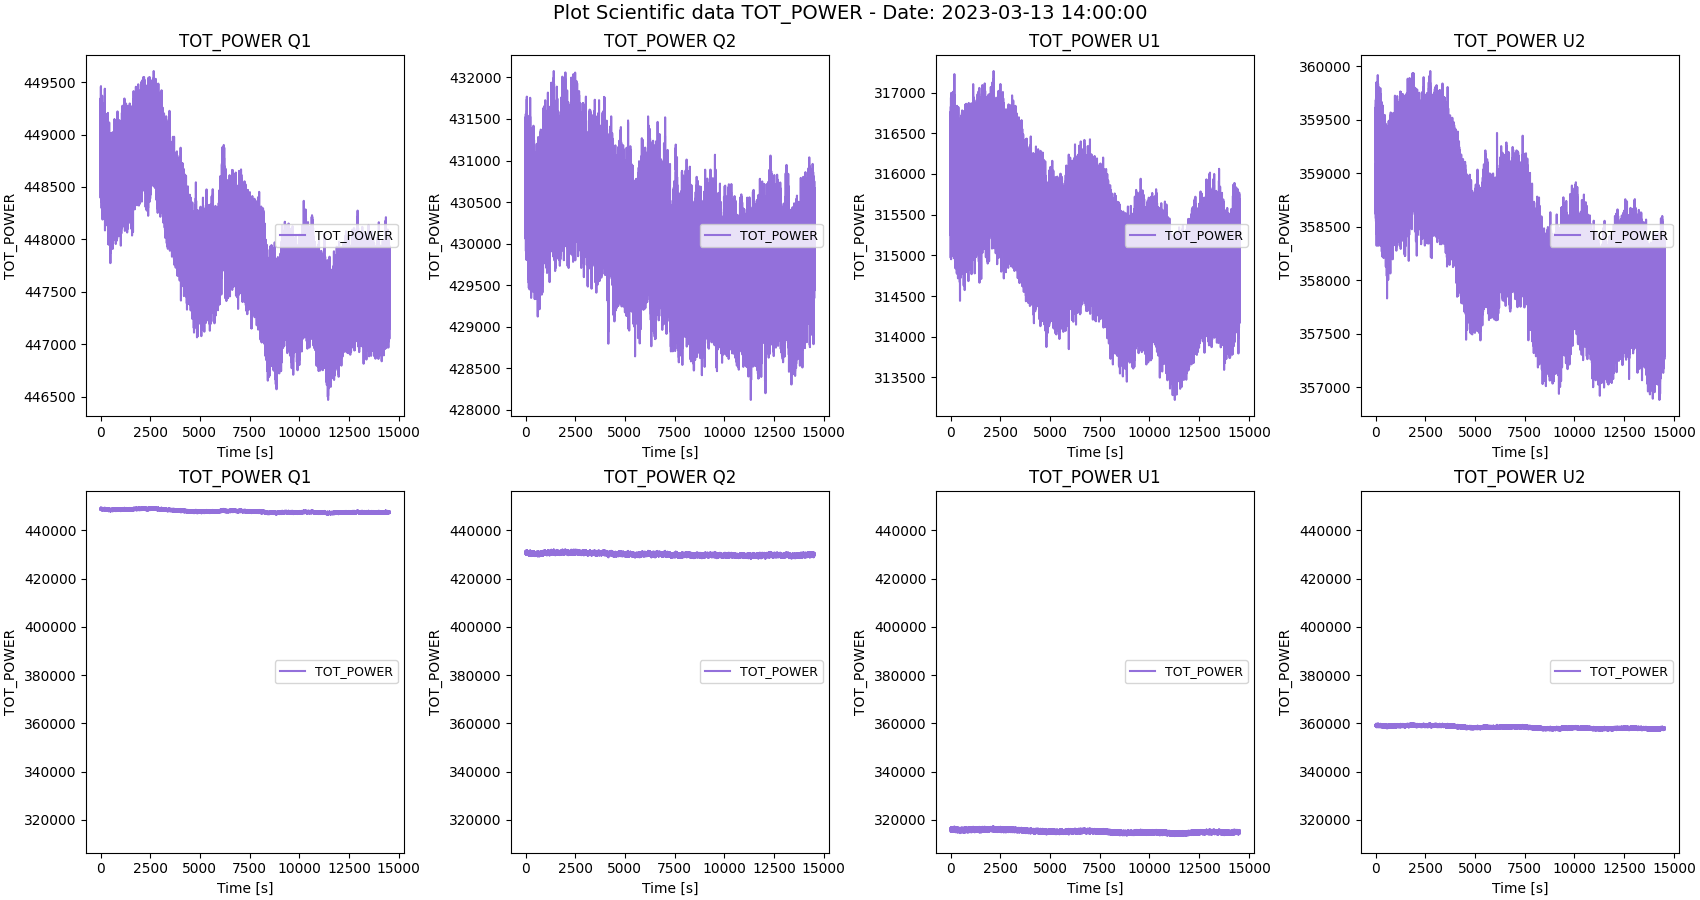 Plot Scientific data TOT_POWER - Date: 2023-03-13 14:00:00
TOT_POWER Q1
TOT_POWER
449500
449000
448500
448000
447500
447000
446500
TOT_POWER
0 2500 5000 7500 10000 12500 15000
Time [s]
TOT_POWER Q2
TOT_POWER
432000
431500
431000
430500
430000
429500
429000
428500
428000
TOT_POWER
0 2500 5000 7500 10000 12500 15000
Time [s]
TOT_POWER U1
TOT_POWER
317000
316500
316000
315500
315000
314500
314000
313500
TOT_POWER
0 2500 5000 7500 10000 12500 15000
Time [s]
TOT_POWER U2
TOT_POWER
360000
359500
359000
358500
358000
357500
357000
TOT_POWER
0 2500 5000 7500 10000 12500 15000
Time [s]
TOT_POWER Q1
TOT_POWER
440000
420000
400000
380000
360000
340000
320000
TOT_POWER
0 2500 5000 7500 10000 12500 15000
Time [s]
TOT_POWER Q2
TOT_POWER
440000
420000
400000
380000
360000
340000
320000
TOT_POWER
0 2500 5000 7500 10000 12500 15000
Time [s]
TOT_POWER U1
TOT_POWER
440000
420000
400000
380000
360000
340000
320000
TOT_POWER
0 2500 5000 7500 10000 12500 15000
Time [s]
TOT_POWER U2
TOT_POWER
440000
420000
400000
380000
360000
340000
320000
TOT_POWER
0 2500 5000 7500 10000 12500 15000
Time [s]